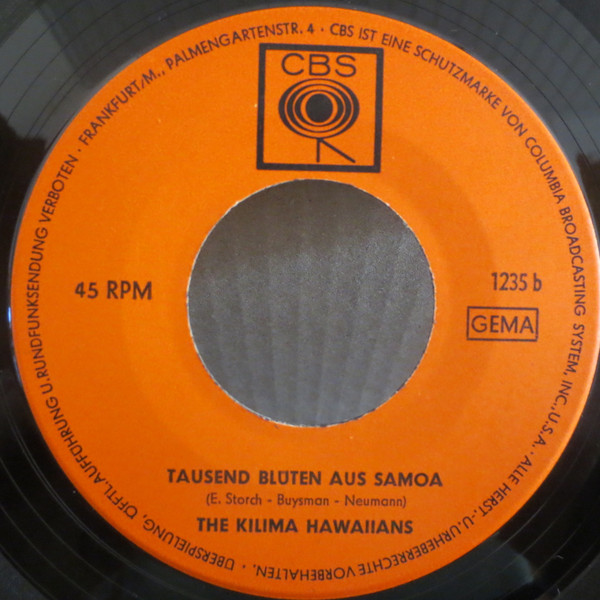 CBS
45 RPM
1235 b
GEMA
TAUSEND BLÜTEN AUS SAMOA
(E. Storch - Buysman - Neumann)
THE KILIMA HAWAIIANS
FRANKFURT/M., PALMENGARTENSTR. 4 · CBS IST EINE SCHUTZMARKE VON COLUMBIA BROADCASTING SYSTEM, INC., U.S.A. · ALLE HERST.-U.URHEBERRECHTE VORBEHALTEN. · ÜBERSPIELUNG, ÖFFTL.AUFFÜHRUNG U.RUNDFUNKSENDUNG VERBOTEN ·